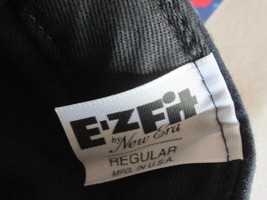 E-Z Fit
by New Era
REGULAR
MFG. IN U.S.A.